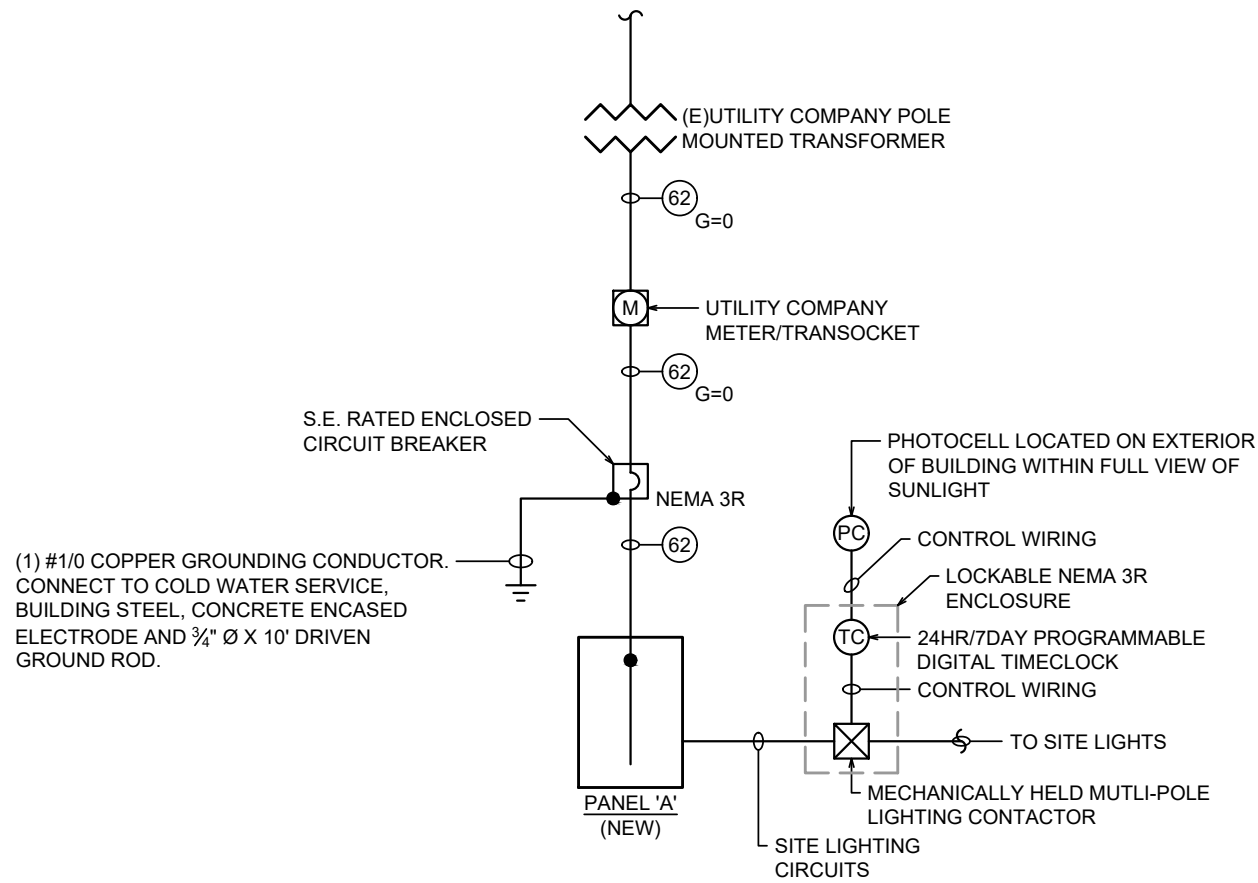 (E)UTILITY COMPANY POLE
MOUNTED TRANSFORMER
62
G=0
M
UTILITY COMPANY
METER/TRANSOCKET
62
G=0
S.E. RATED ENCLOSED
CIRCUIT BREAKER
NEMA 3R
(1) #1/0 COPPER GROUNDING CONDUCTOR.
CONNECT TO COLD WATER SERVICE,
BUILDING STEEL, CONCRETE ENCASED
ELECTRODE AND ¾" Ø X 10' DRIVEN
GROUND ROD.
62
PHOTOCELL LOCATED ON EXTERIOR
OF BUILDING WITHIN FULL VIEW OF
SUNLIGHT
PC
CONTROL WIRING
LOCKABLE NEMA 3R
ENCLOSURE
TC
24HR/7DAY PROGRAMMABLE
DIGITAL TIMECLOCK
CONTROL WIRING
TO SITE LIGHTS
MECHANICALLY HELD MUTLI-POLE
LIGHTING CONTACTOR
PANEL 'A'
(NEW)
SITE LIGHTING
CIRCUITS